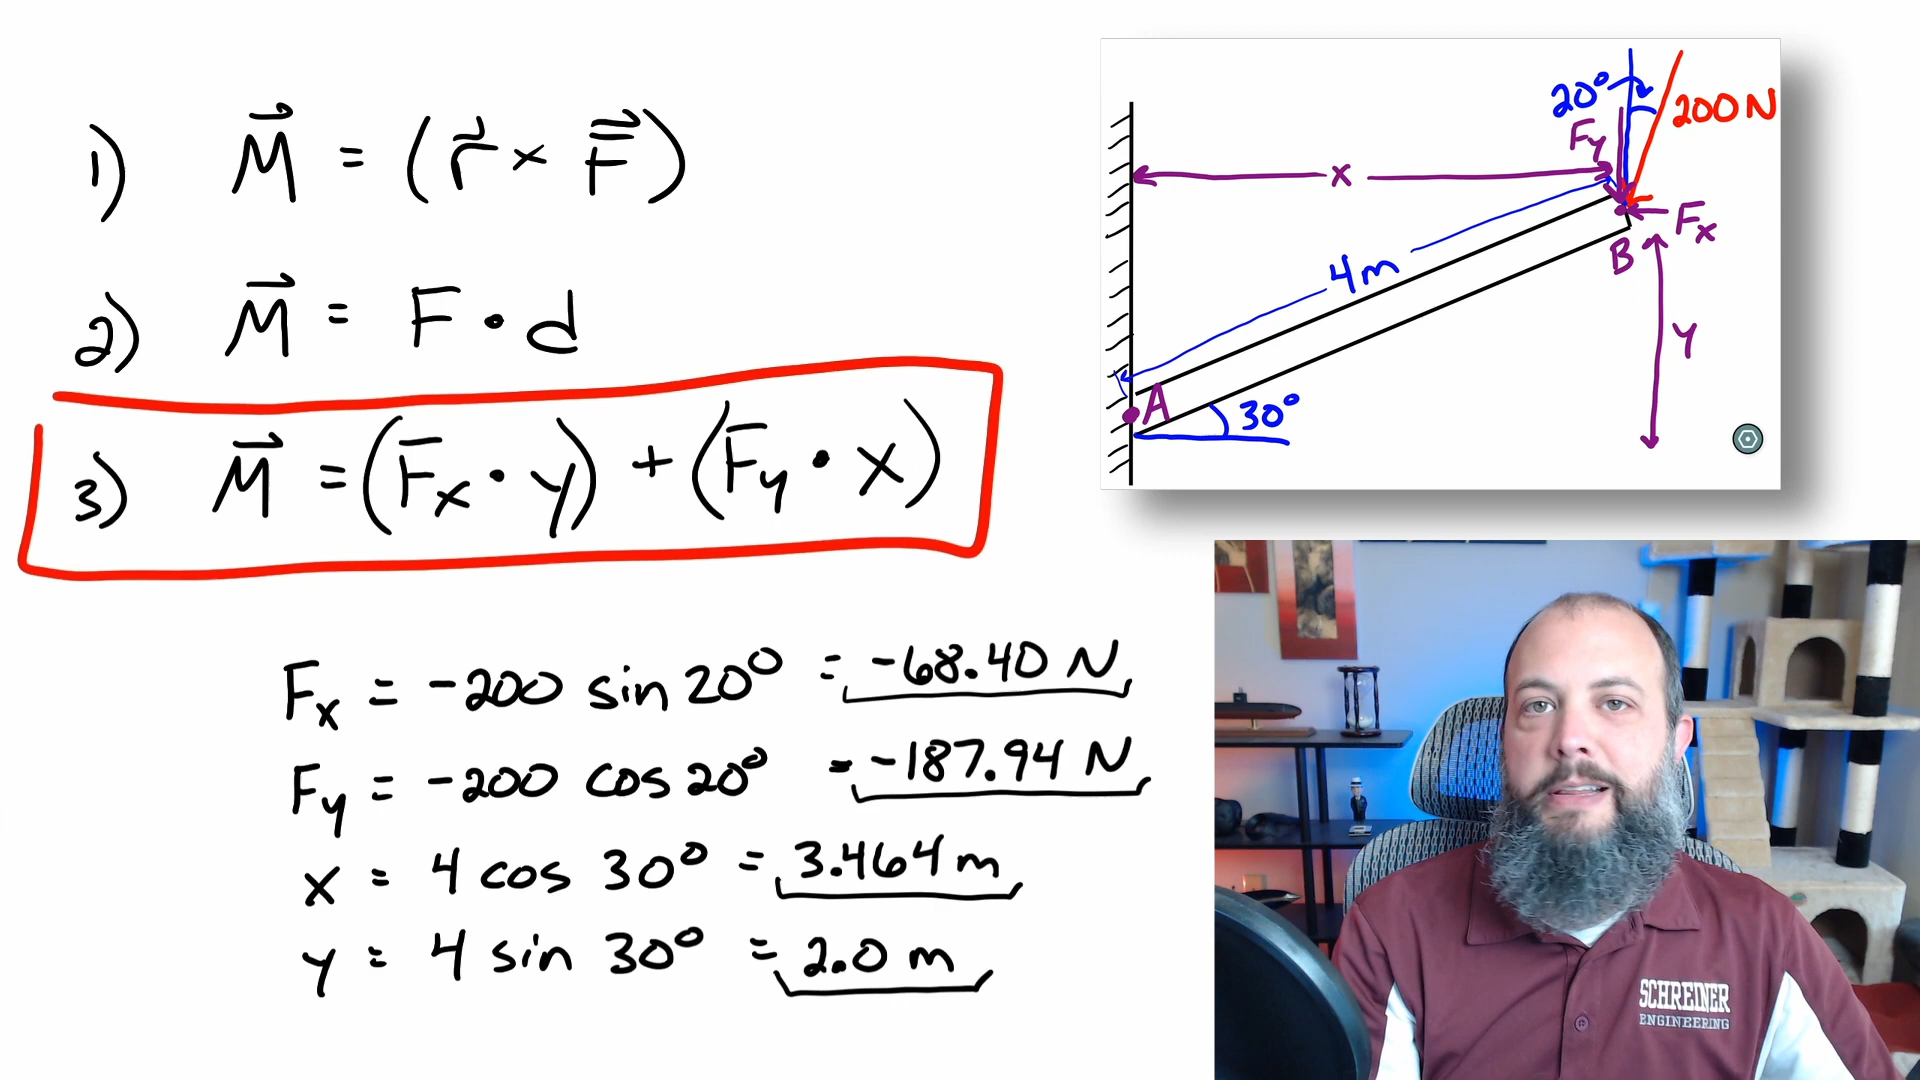 1) M⃗ = (r⃗ × F⃗)
2) M⃗ = F • d
3) M⃗ = (Fₓ • y) + (Fy • x)
Fₓ = -200 sin 20° = -68.40 N
Fy = -200 cos 20° = -187.94 N
x = 4 cos 30° = 3.464 m
y = 4 sin 30° = 2.0 m
20°
200 N
Fy
x
Fₓ
B
4m
y
A
30°
SCHREINER
ENGINEERING